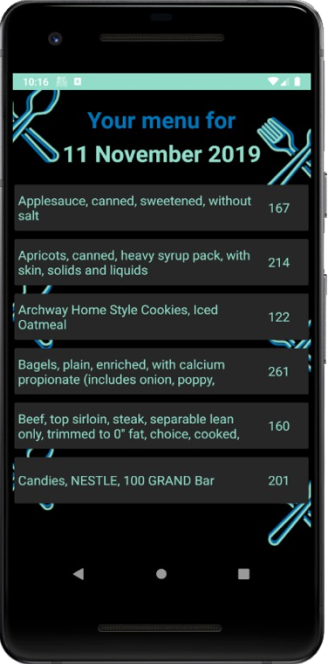 10:16
Your menu for
11 November 2019
Applesauce, canned, sweetened, without
salt
167
Apricots, canned, heavy syrup pack, with
skin, solids and liquids
214
Archway Home Style Cookies, Iced
Oatmeal
122
Bagels, plain, enriched, with calcium
propionate (includes onion, poppy,
261
Beef, top sirloin, steak, separable lean
only, trimmed to 0" fat, choice, cooked,
160
Candies, NESTLE, 100 GRAND Bar
201